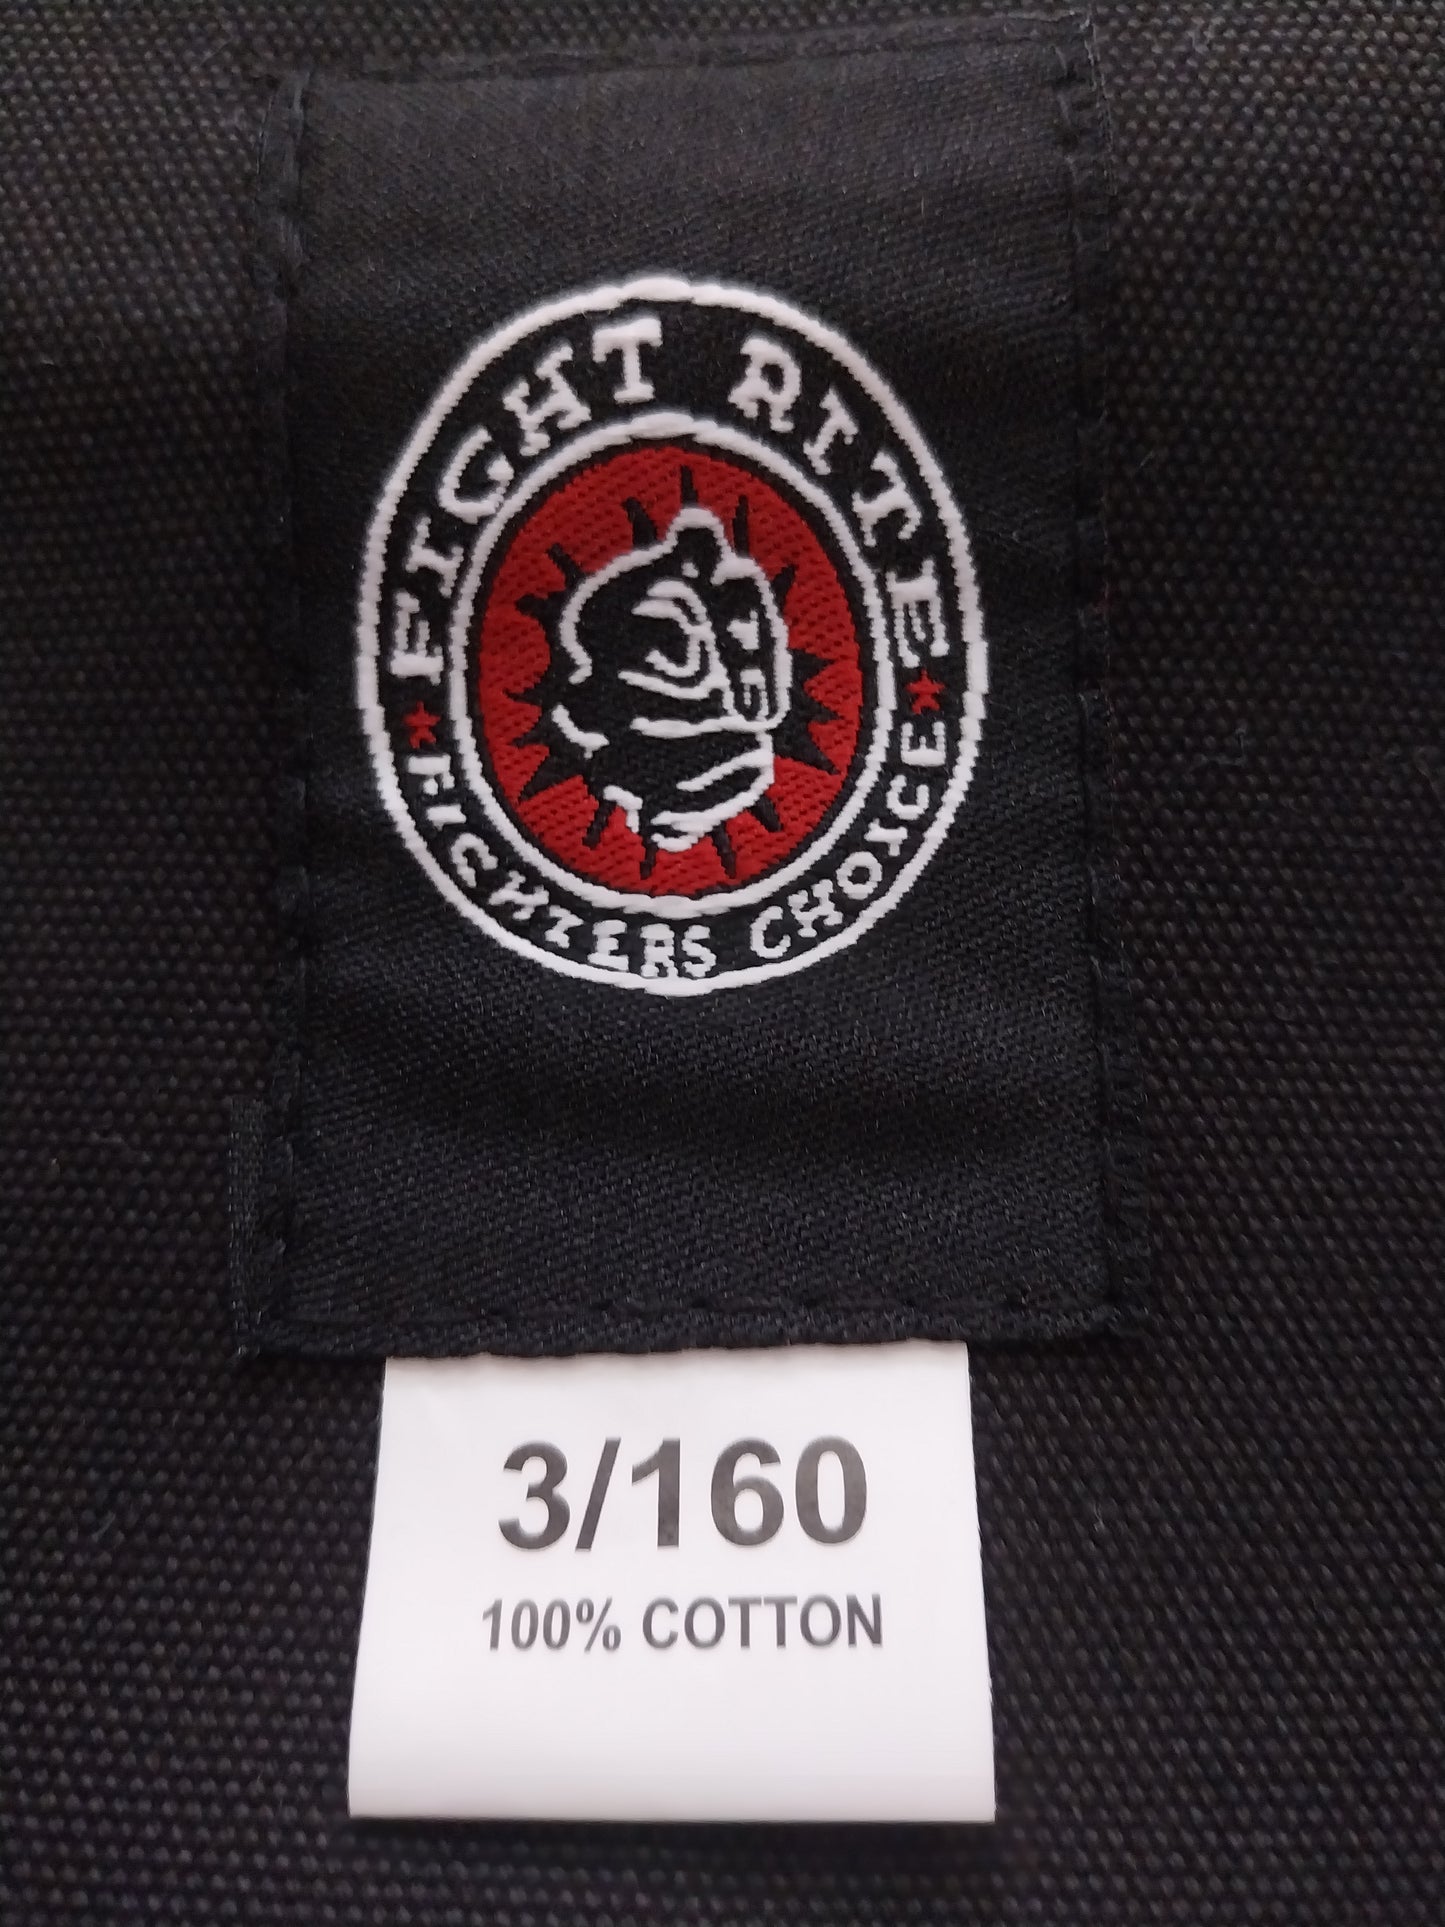 FIGHT RITE
FIGHTERS CHOICE
3/160
100% COTTON